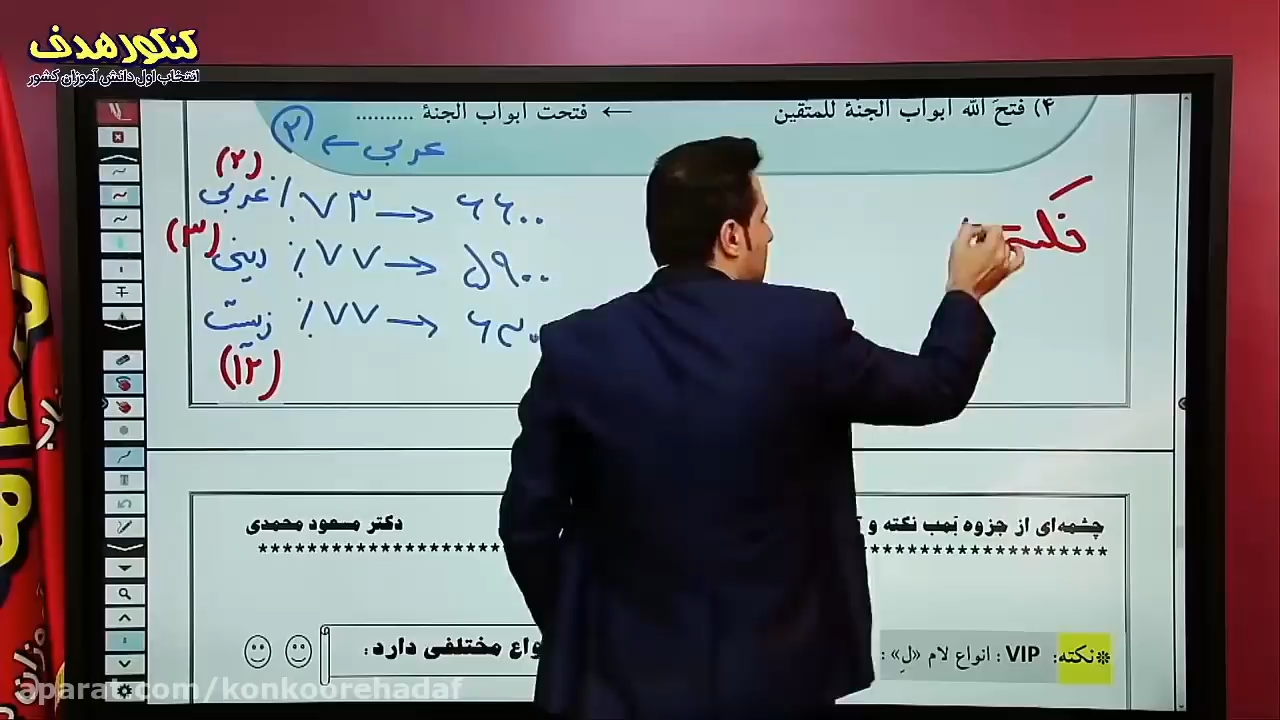 کنکور هدف
انتخاب اول دانش آموزان کشور
۴) فتحَ الله ابواب الجنة للمتقین ← فتحت ابواب الجنة ..........
عربی ← ۲
(۲)
عربی ٪۷۳ → ۶۶۰۰
(۳)
دینی ٪۷۷ → ۵۹۰۰
زیست ٪۷۷ →
(۱۲)
نکته
چشمه‌ای از جزوه بمب نکته و
دکتر مسعود محمدی
*نکته: VIP : انواع لام «لِ»:
مختلفی دارد:
aparat.com/konkoorehadaf